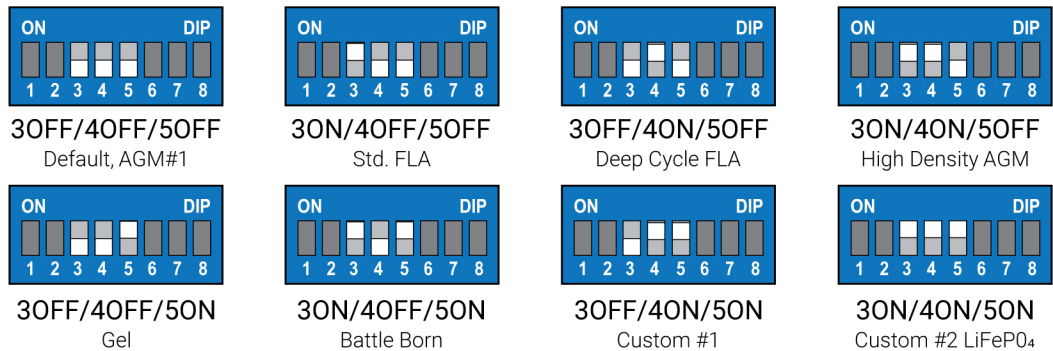 ON DIP ON DIP ON DIP ON DIP
1 2 3 4 5 6 7 8 1 2 3 4 5 6 7 8 1 2 3 4 5 6 7 8 1 2 3 4 5 6 7 8
3OFF/4OFF/5OFF 3ON/4OFF/5OFF 3OFF/4ON/5OFF 3ON/4ON/5OFF
Default, AGM#1 Std. FLA Deep Cycle FLA High Density AGM
ON DIP ON DIP ON DIP ON DIP
1 2 3 4 5 6 7 8 1 2 3 4 5 6 7 8 1 2 3 4 5 6 7 8 1 2 3 4 5 6 7 8
3OFF/4OFF/5ON 3ON/4OFF/5ON 3OFF/4ON/5ON 3ON/4ON/5ON
Gel Battle Born Custom #1 Custom #2 LiFePO₄